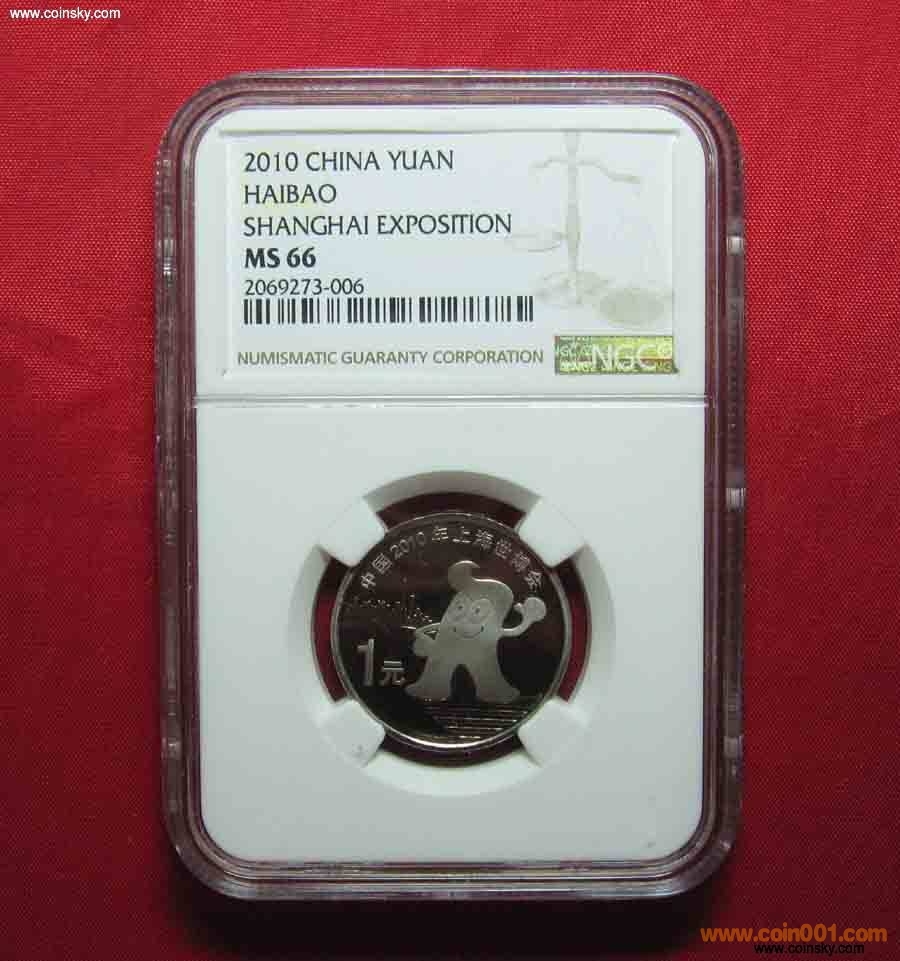 www.coinsky.com
2010 CHINA YUAN
HAIBAO
SHANGHAI EXPOSITION
MS 66
2069273-006
NUMISMATIC GUARANTY CORPORATION
NGC
中国2010年上海世博会
1元
www.coin001.com
www.coinsky.com